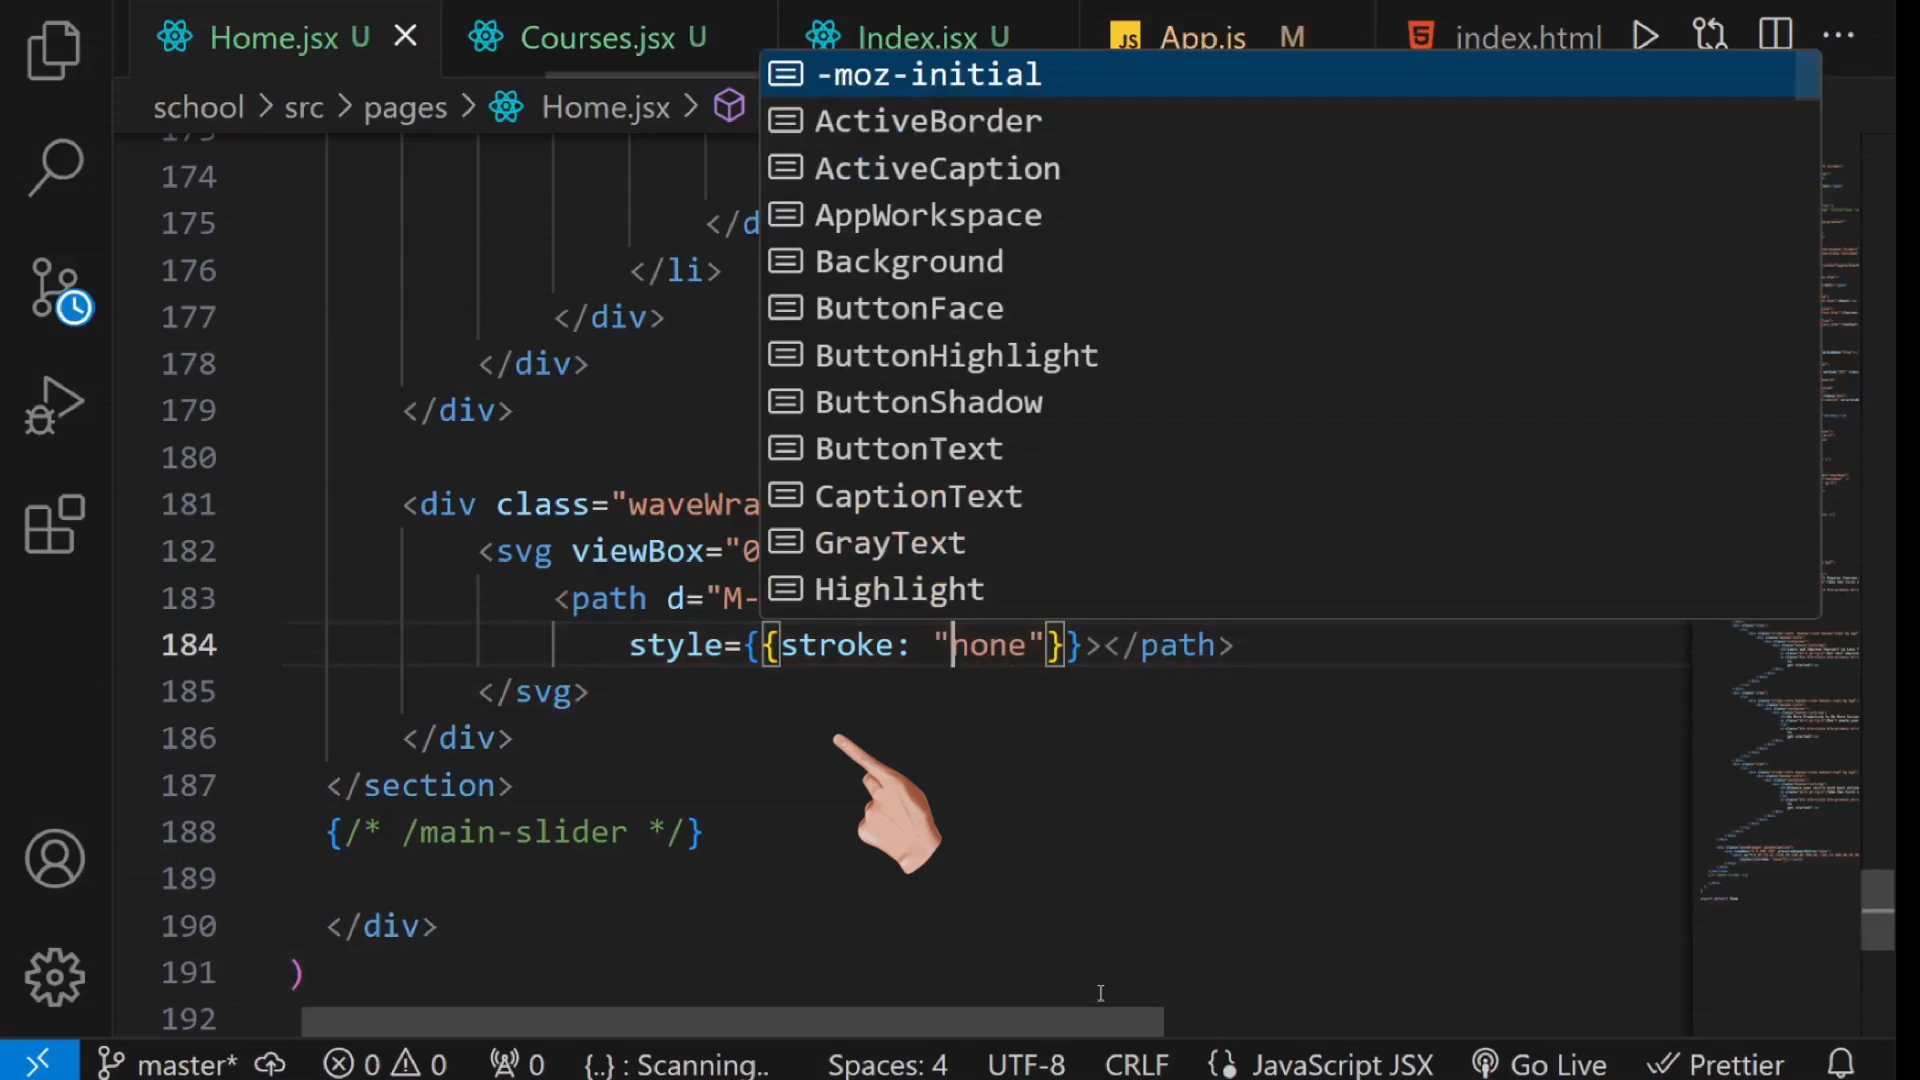 Home.jsx U
Courses.jsx U
Index.jsx U
JS App.js M
index.html
school > src > pages > Home.jsx >
-moz-initial
ActiveBorder
ActiveCaption
AppWorkspace
Background
ButtonFace
ButtonHighlight
ButtonShadow
ButtonText
CaptionText
GrayText
Highlight
173
174
175 </d
176 </li>
177 </div>
178 </div>
179 </div>
180
181 <div class="waveWra
182 <svg viewBox="0
183 <path d="M-
184 style={{stroke: "none"}}></path>
185 </svg>
186 </div>
187 </section>
188 {/* /main-slider */}
189
190 </div>
191 )
192
master* 0 0 0 {..} : Scanning.. Spaces: 4 UTF-8 CRLF JavaScript JSX Go Live Prettier